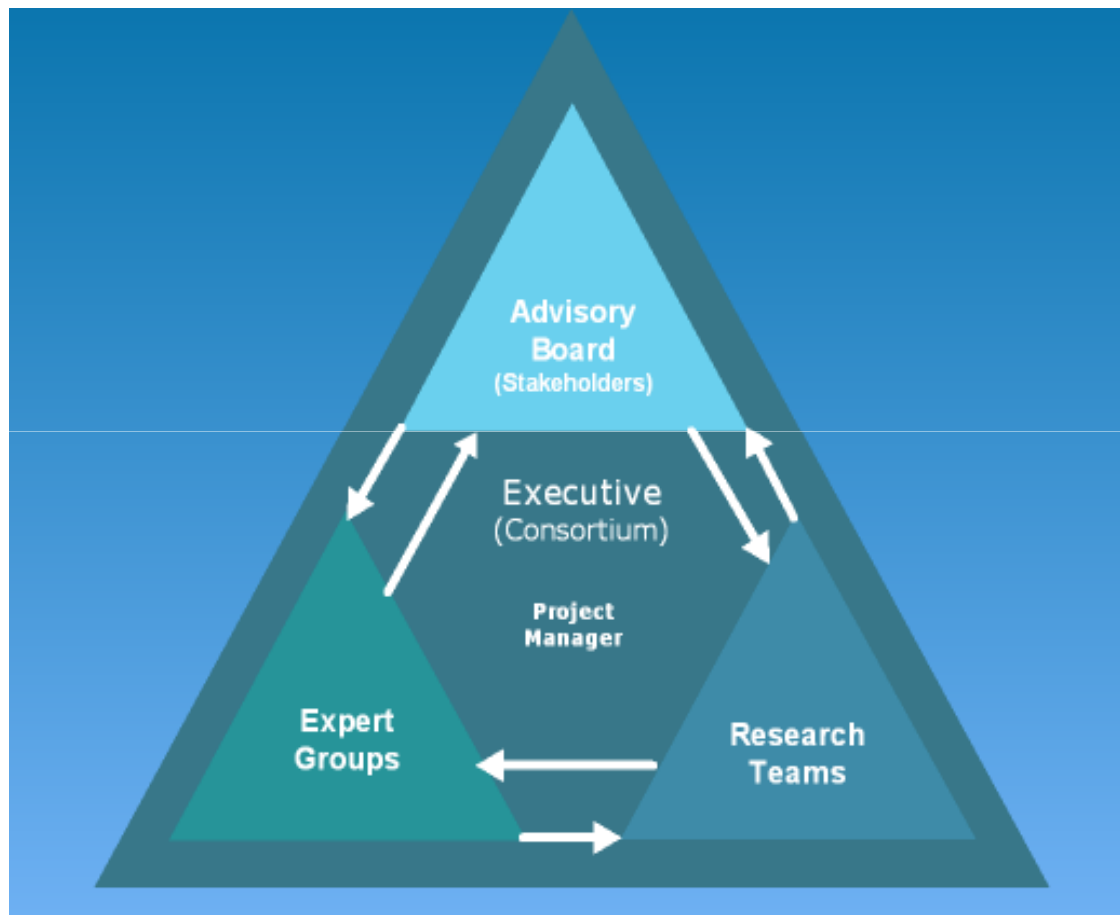 Advisory
Board
(Stakeholders)
Executive
(Consortium)
Project
Manager
Expert
Groups
Research
Teams